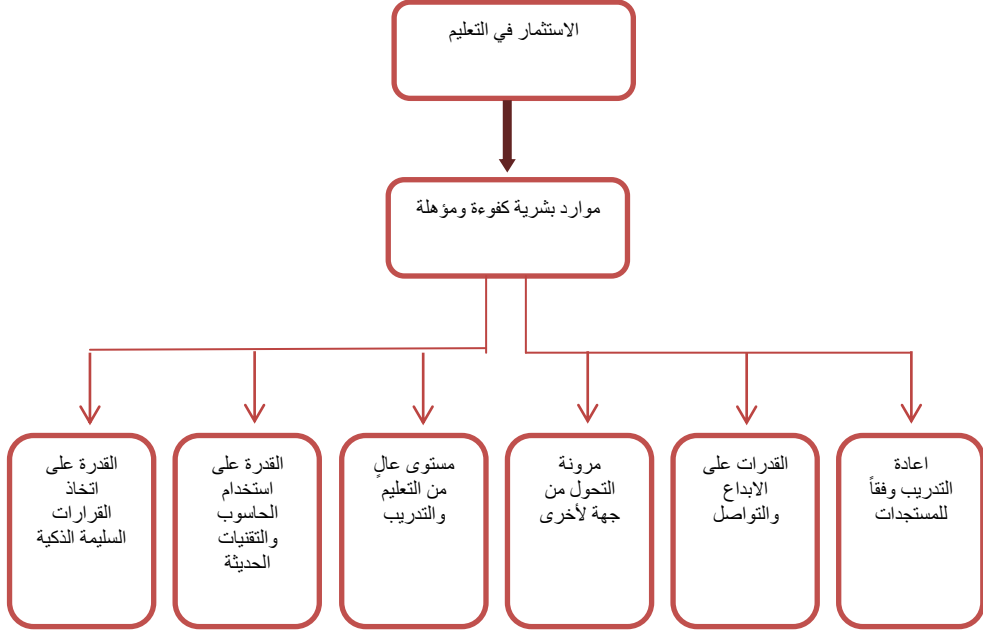 الاستثمار في التعليم
موارد بشرية كفوءة ومؤهلة
اعادة
التدريب وفقاً
للمستجدات
القدرات على
الابداع
والتواصل
مرونة
التحول من
جهة لأخرى
مستوى عالٍ
من التعليم
والتدريب
القدرة على
استخدام
الحاسوب
والتقنيات
الحديثة
القدرة على
اتخاذ
القرارات
السليمة الذكية